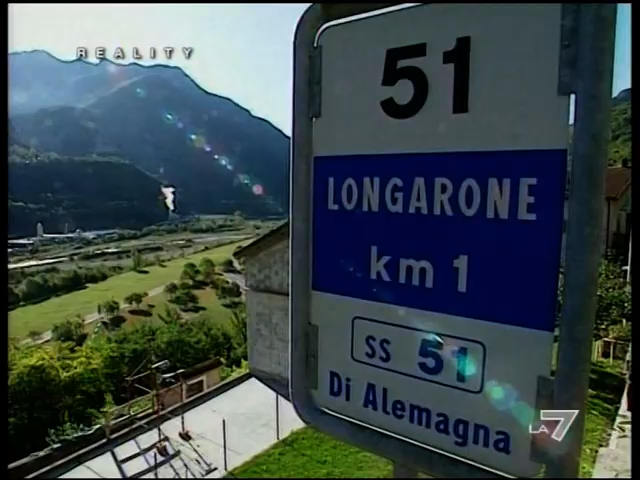 REALITY
51
LONGARONE
km 1
SS 51
Di Alemagna
LA7